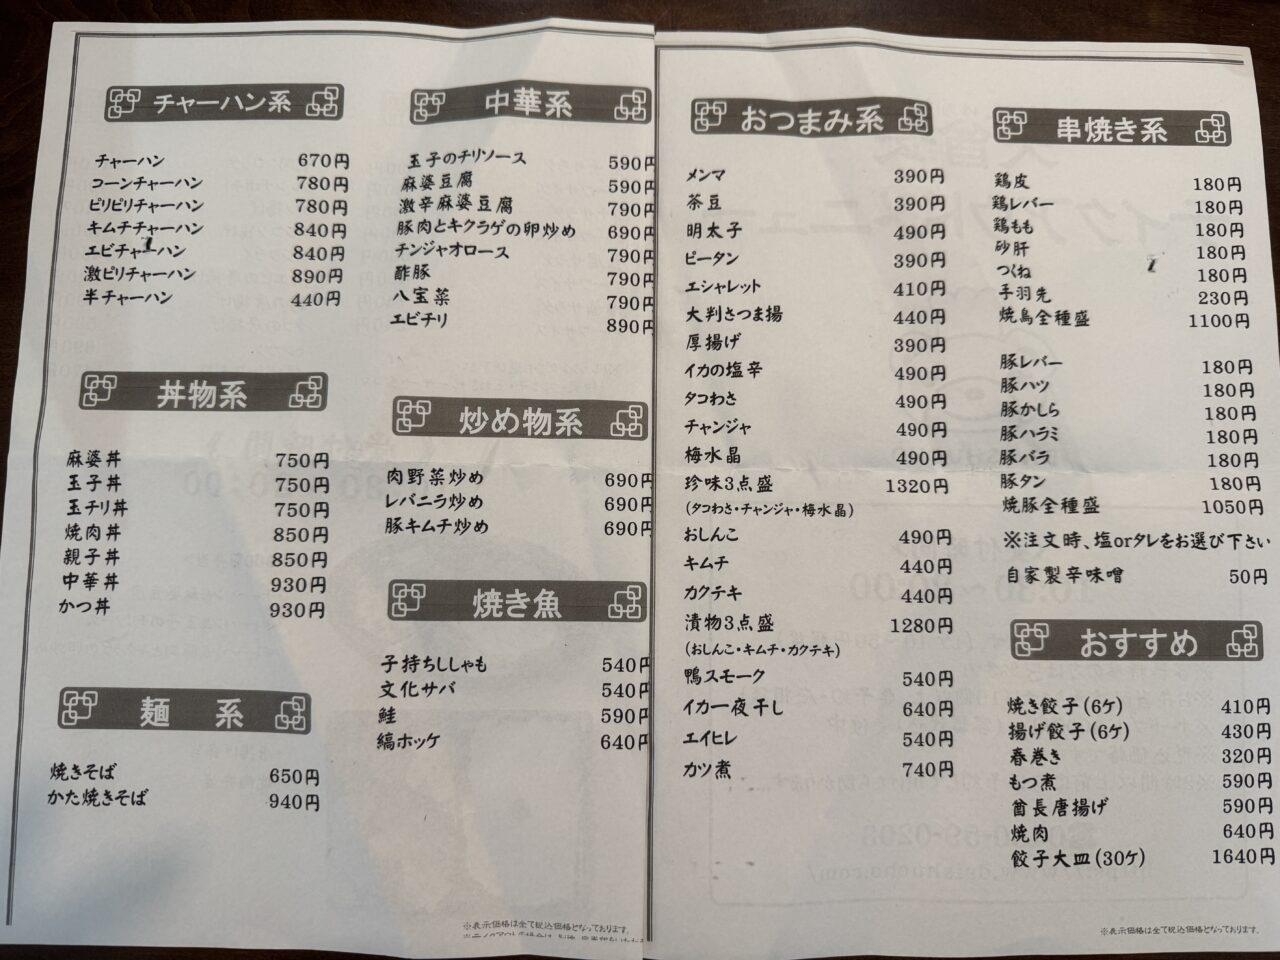 チャーハン系
チャーハン 670円
コーンチャーハン 780円
ピリピリチャーハン 780円
キムチチャーハン 840円
エビチャーハン 840円
激ピリチャーハン 890円
半チャーハン 440円
丼物系
麻婆丼 750円
玉子丼 750円
玉チリ丼 750円
焼肉丼 850円
親子丼 850円
中華丼 930円
かつ丼 930円
麺 系
焼きそば 650円
かた焼きそば 940円
中華系
玉子のチリソース 590円
麻婆豆腐 590円
激辛麻婆豆腐 790円
豚肉とキクラゲの卵炒め 690円
チンジャオロース 790円
酢豚 790円
八宝菜 790円
エビチリ 890円
炒め物系
肉野菜炒め 690円
レバニラ炒め 690円
豚キムチ炒め 690円
焼き魚
子持ちししゃも 540円
文化サバ 540円
鮭 590円
縞ホッケ 640円
※表示価格は全て税込価格となっております。
おつまみ系
メンマ 390円
茶豆 390円
明太子 490円
ピータン 390円
エシャレット 410円
大判さつま揚 440円
厚揚げ 390円
イカの塩辛 490円
タコわさ 490円
チャンジャ 490円
梅水晶 490円
珍味3点盛 1320円
(タコわさ・チャンジャ・梅水晶)
おしんこ 490円
キムチ 440円
カクテキ 440円
漬物3点盛 1280円
(おしんこ・キムチ・カクテキ)
鴨スモーク 540円
イカ一夜干し 640円
エイヒレ 540円
カツ煮 740円
串焼き系
鶏皮 180円
鶏レバー 180円
鶏もも 180円
砂肝 180円
つくね 180円
手羽先 230円
焼鳥全種盛 1100円
豚レバー 180円
豚ハツ 180円
豚かしら 180円
豚ハラミ 180円
豚バラ 180円
豚タン 180円
焼豚全種盛 1050円
※注文時、塩orタレをお選び下さい
自家製辛味噌 50円
おすすめ
焼き餃子(6ケ) 410円
揚げ餃子(6ケ) 430円
春巻き 320円
もつ煮 590円
酋長唐揚げ 590円
焼肉 640円
餃子大皿(30ケ) 1640円
※表示価格は全て税込価格となっております。